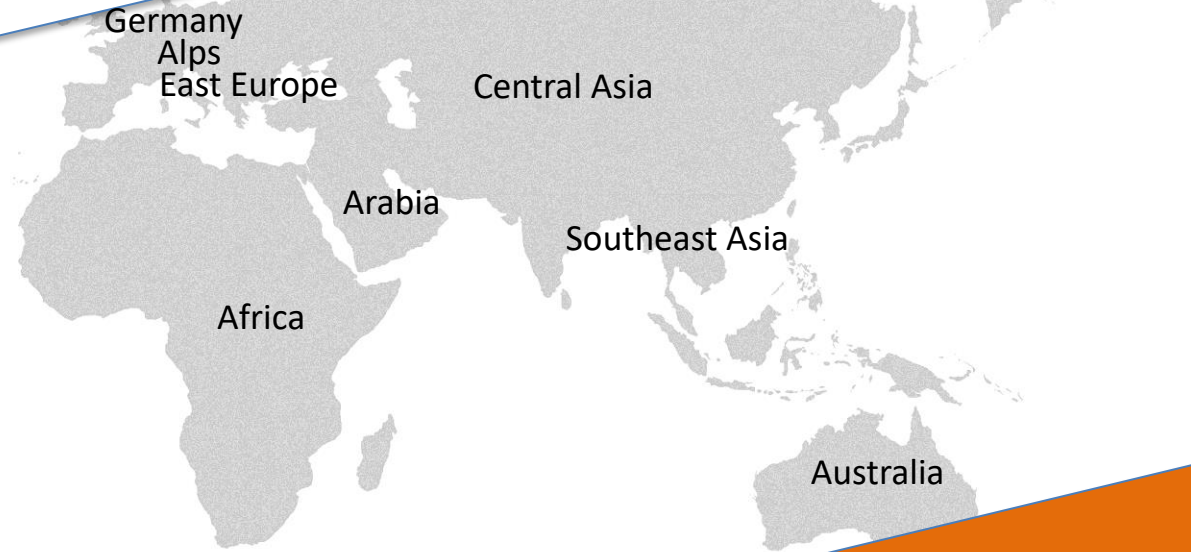 Germany
Alps
East Europe
Central Asia
Arabia
Southeast Asia
Africa
Australia